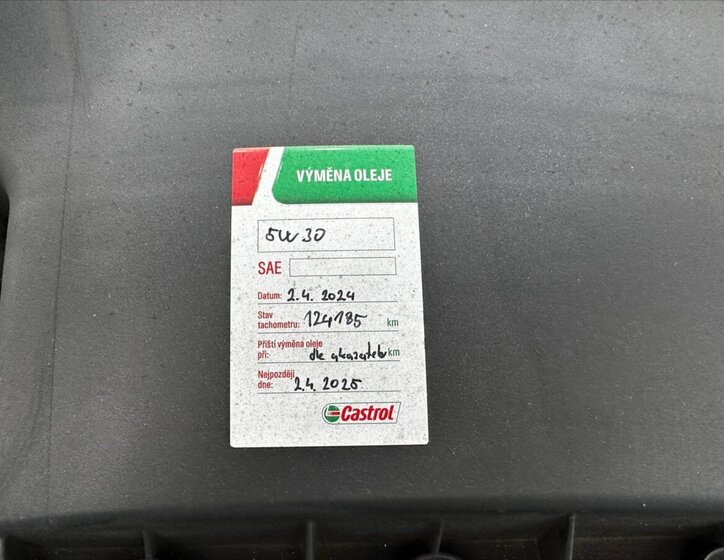 VÝMĚNA OLEJE
5W30
SAE
Datum: 2.4. 2024
Stav
tachometru: 124185 km
Příští výměna oleje
při: dle ukazatele km
Nejpozději
dne: 2.4. 2025
Castrol